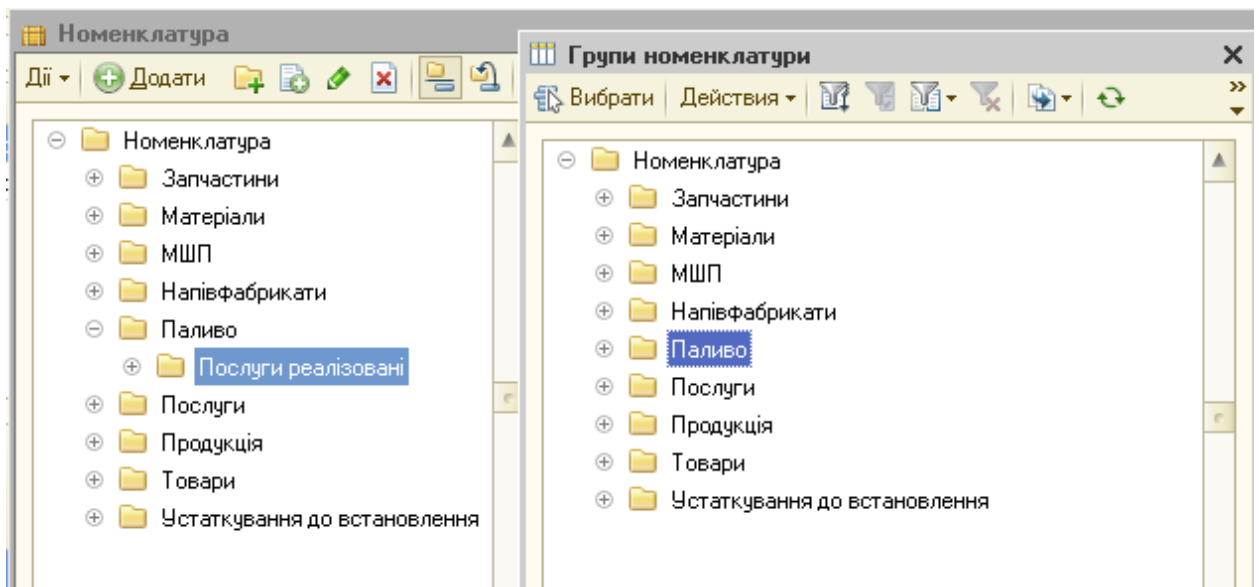 Номенклатура
Дії Додати
Номенклатура
Запчастини
Матеріали
МШП
Напівфабрикати
Паливо
Послуги реалізовані
Послуги
Продукція
Товари
Устаткування до встановлення
Групи номенклатури
Вибрати Действия
Номенклатура
Запчастини
Матеріали
МШП
Напівфабрикати
Паливо
Послуги
Продукція
Товари
Устаткування до встановлення